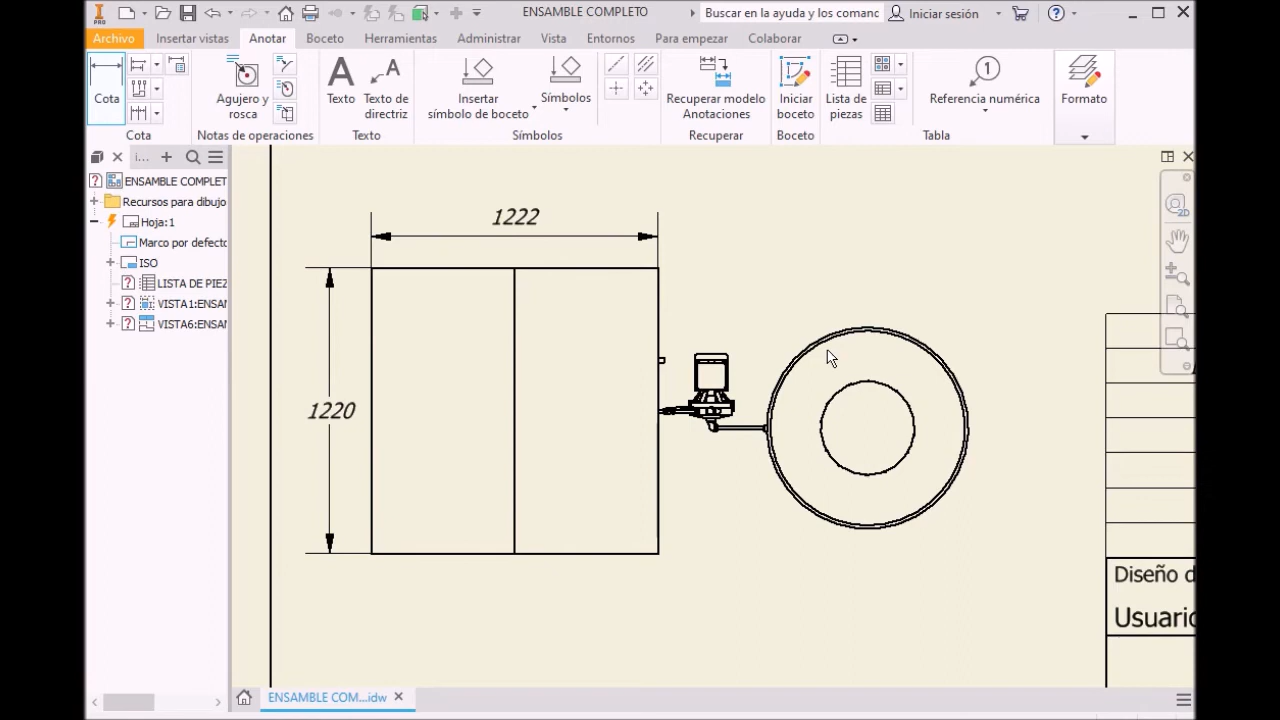 PRO
ENSAMBLE COMPLETO
Buscar en la ayuda y los comanc
Iniciar sesión
Archivo
Insertar vistas
Anotar
Boceto
Herramientas
Administrar
Vista
Entornos
Para empezar
Colabora
Cota
Agujero y
rosca
Texto
Texto de
directriz
Insertar
símbolo de boceto
Símbolos
Recuperar modelo
Anotaciones
Iniciar
boceto
Lista de
piezas
1
Referencia numérica
Formato
Cota
Notas de operaciones
Texto
Símbolos
Recuperar
Boceto
Tabla
i...
ENSAMBLE COMPLET
Recursos para dibujo
Hoja:1
Marco por defecto
ISO
LISTA DE PIEZ
VISTA1:ENSAM
VISTA6:ENSAM
1222
1220
2D
Diseño d
Usuario
ENSAMBLE COM...idw